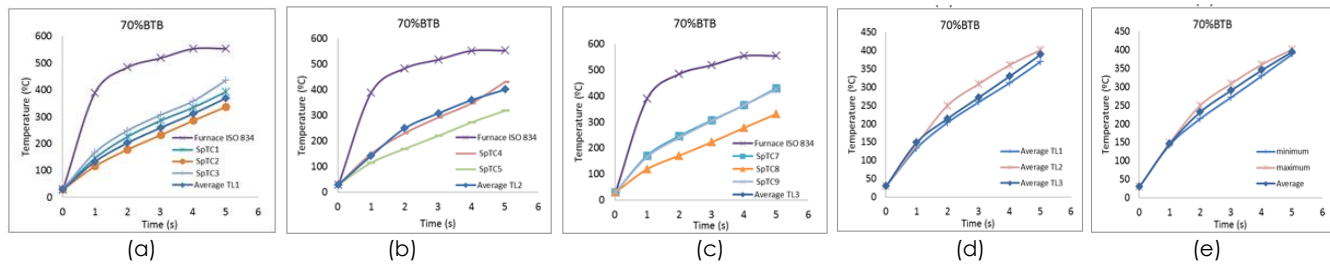 70%BTB
600
500
400
300
200
100
0
0 1 2 3 4 5 6
Temperature (ºC)
Time (s)
Furnace ISO 834
SpTC1
SpTC2
SpTC3
Average TL1
(a)
70%BTB
600
500
400
300
200
100
0
0 1 2 3 4 5 6
Temperature (ºC)
Time (s)
Furnace ISO 834
SpTC4
SpTC5
Average TL2
(b)
70%BTB
600
500
400
300
200
100
0
0 1 2 3 4 5 6
Temperature (ºC)
Time (s)
Furnace ISO 834
SpTC7
SpTC8
SpTC9
Average TL3
(c)
70%BTB
450
400
350
300
250
200
150
100
50
0
0 2 4 6
Temperature (ºC)
Time (s)
Average TL1
Average TL2
Average TL3
(d)
70%BTB
450
400
350
300
250
200
150
100
50
0
0 2 4 6
Temperature (ºC)
Time (s)
minimum
maximum
Average
(e)